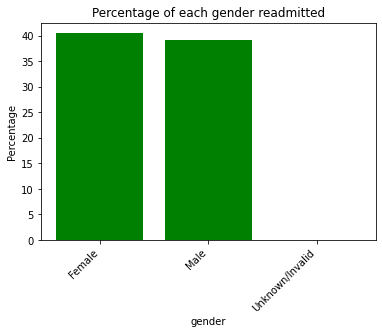 Percentage of each gender readmitted
Percentage
40
35
30
25
20
15
10
5
0
Female
Male
Unknown/Invalid
gender